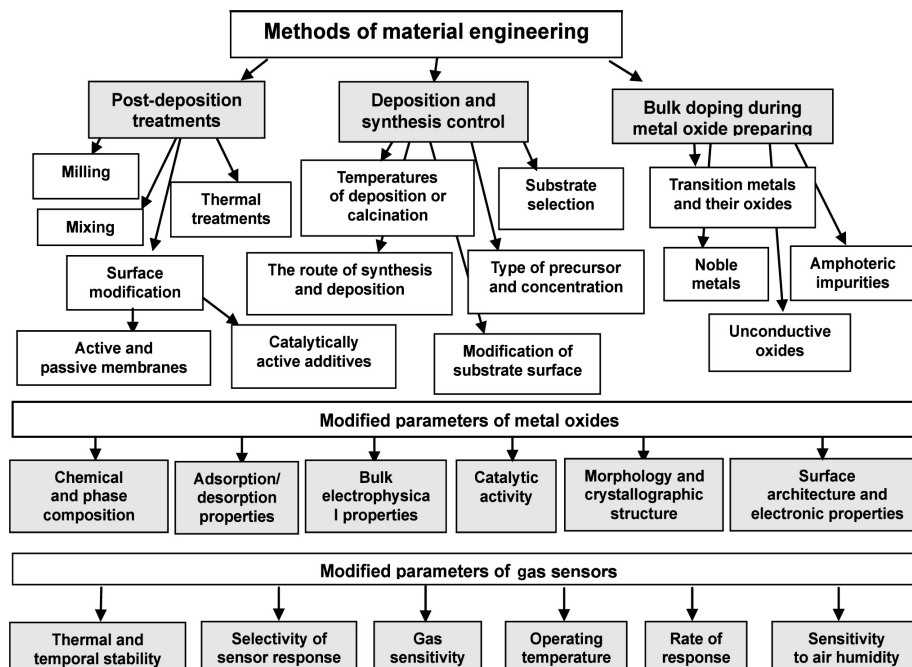 Methods of material engineering
Post-deposition
treatments
Deposition and
synthesis control
Bulk doping during
metal oxide preparing
Milling
Mixing
Thermal
treatments
Surface
modification
Active and
passive membranes
Catalytically
active additives
Temperatures
of deposition or
calcination
Substrate
selection
The route of synthesis
and deposition
Type of precursor
and concentration
Modification of
substrate surface
Transition metals
and their oxides
Noble
metals
Amphoteric
impurities
Unconductive
oxides
Modified parameters of metal oxides
Chemical
and phase
composition
Adsorption/
desorption
properties
Bulk
electrophysica
l properties
Catalytic
activity
Morphology and
crystallographic
structure
Surface
architecture and
electronic properties
Modified parameters of gas sensors
Thermal and
temporal stability
Selectivity of
sensor response
Gas
sensitivity
Operating
temperature
Rate of
response
Sensitivity
to air humidity